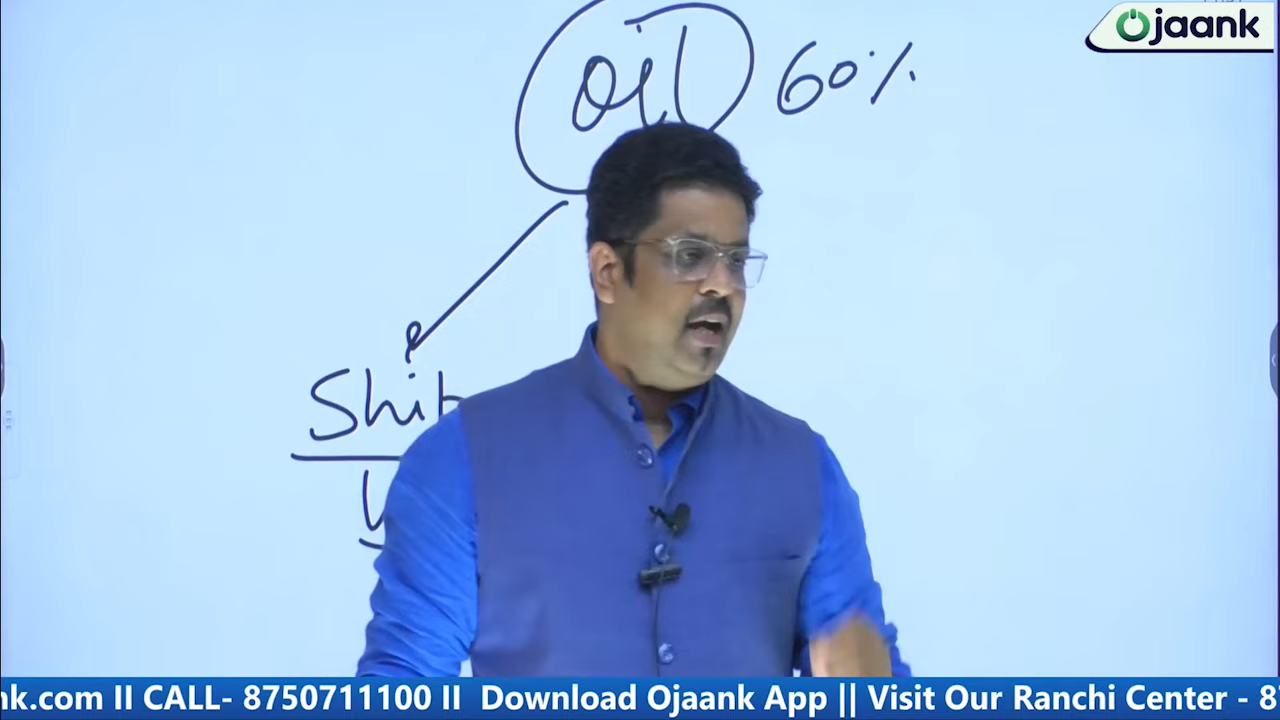 Ojaank
oil 60%
nk.com II CALL- 8750711100 II Download Ojaank App || Visit Our Ranchi Center - 8